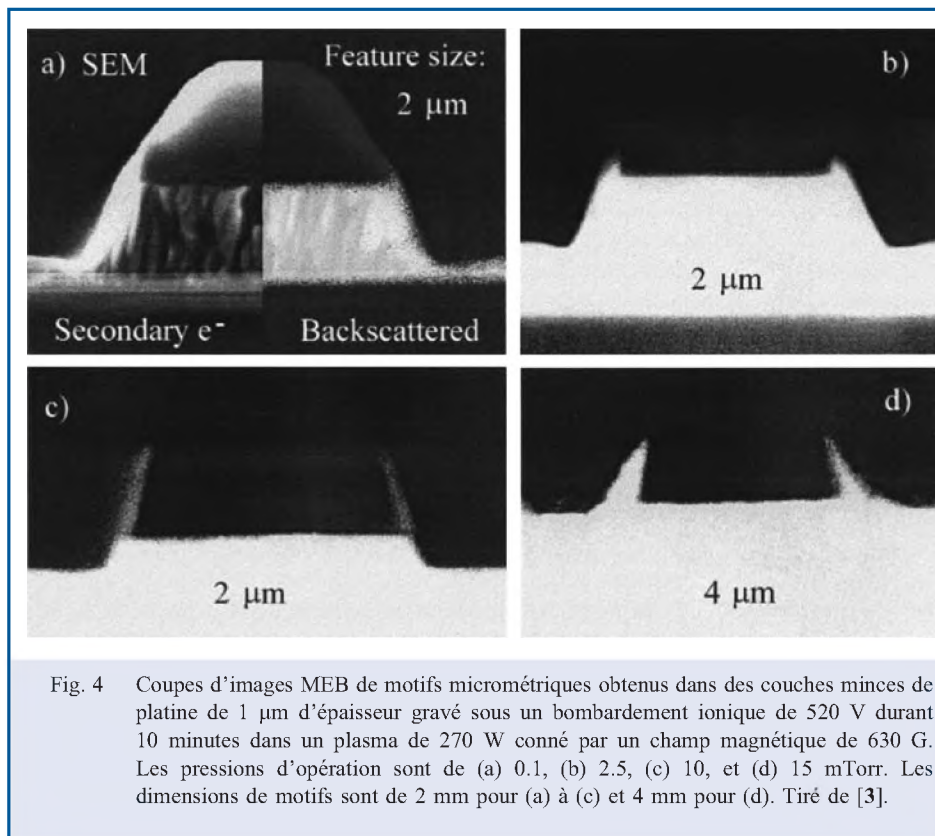 a) SEM
Feature size:
2 μm
Secondary e⁻
Backscattered
b)
2 μm
c)
2 μm
d)
4 μm
Fig. 4 Coupes d'images MEB de motifs micrométriques obtenus dans des couches minces de
platine de 1 μm d'épaisseur gravé sous un bombardement ionique de 520 V durant
10 minutes dans un plasma de 270 W conné par un champ magnétique de 630 G.
Les pressions d'opération sont de (a) 0.1, (b) 2.5, (c) 10, et (d) 15 mTorr. Les
dimensions de motifs sont de 2 mm pour (a) à (c) et 4 mm pour (d). Tiré de [3].